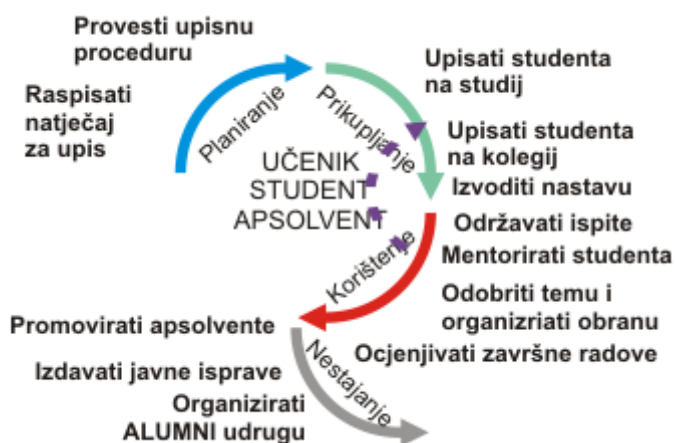 Provesti upisnu
proceduru
Raspisati
natječaj
za upis
Planiranje
Prikupljanje
Upisati studenta
na studij
Upisati studenta
na kolegij
Izvoditi nastavu
UČENIK
STUDENT
APSOLVENT
Održavati ispite
Mentorirati studenta
Odobriti temu i
organizriati obranu
Ocjenjivati završne radove
Korištenje
Promovirati apsolvente
Izdavati javne isprave
Organizirati
ALUMNI udrugu
Nestajanje